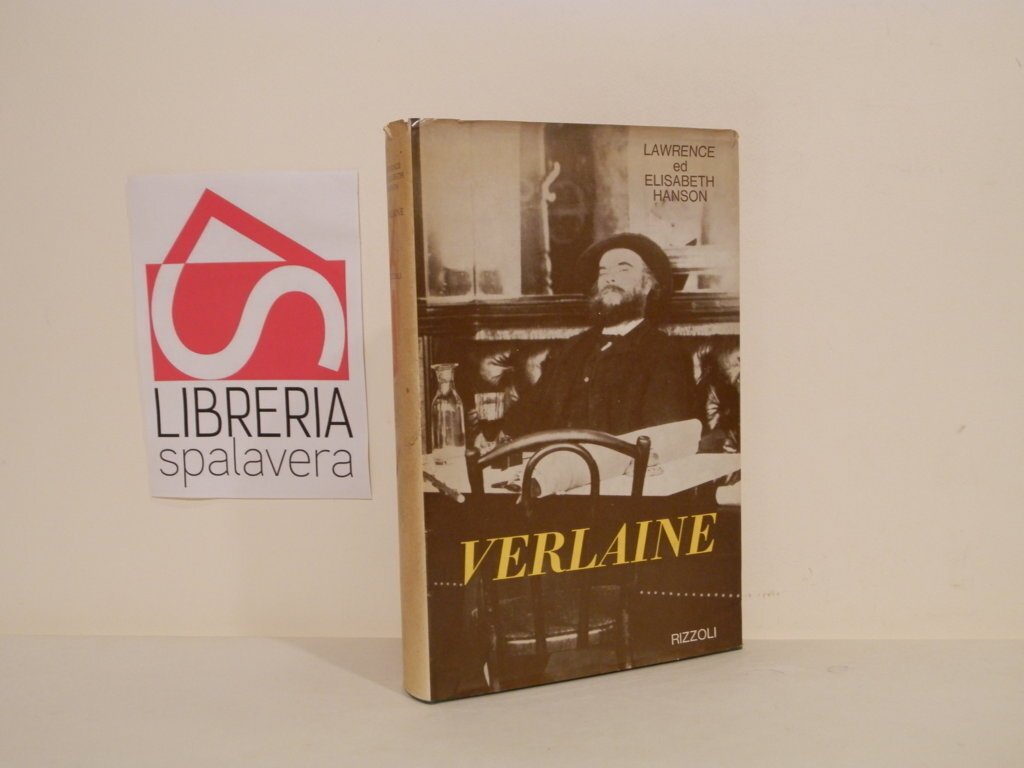 LIBRERIA
spalavera
LAWRENCE
ed
ELISABETH
HANSON
VERLAINE
RIZZOLI